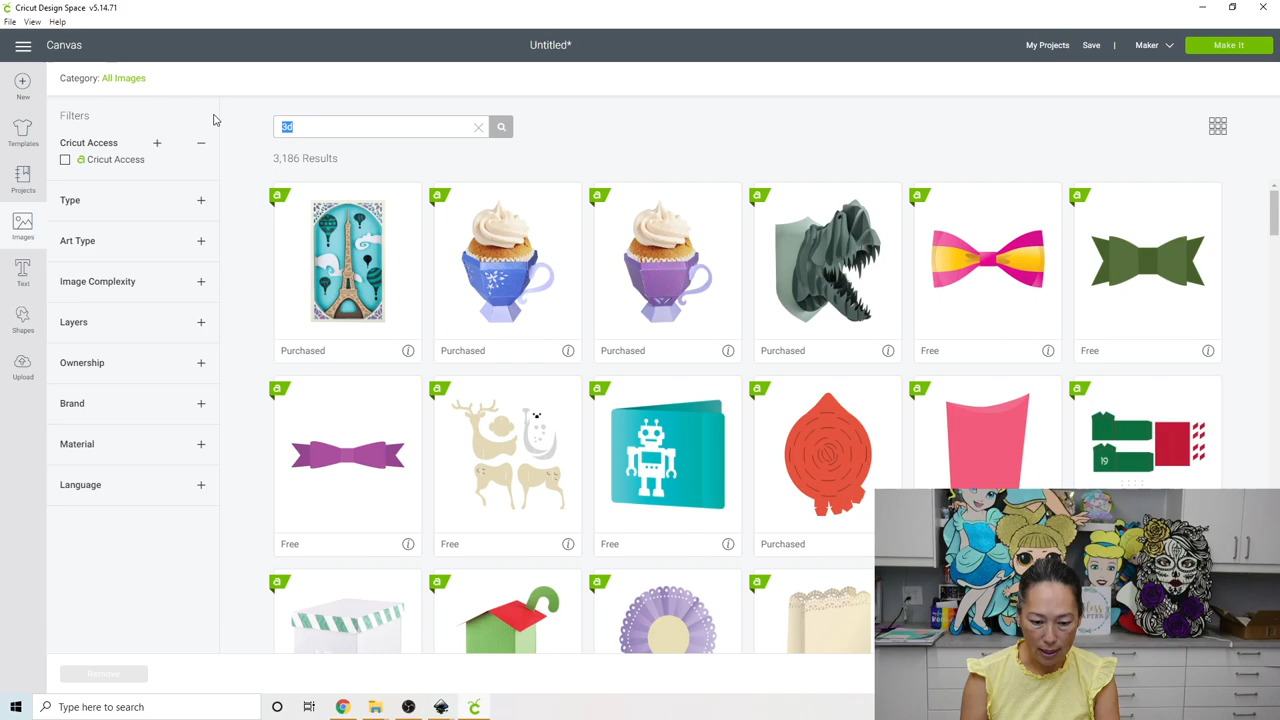 Cricut Design Space v5.14.71
File View Help
Canvas
Untitled*
My Projects Save | Maker Make It
New
Templates
Projects
Images
Text
Shapes
Upload
Category: All Images
Filters
Cricut Access
a Cricut Access
Type
Art Type
Image Complexity
Layers
Ownership
Brand
Material
Language
Remove
3d
3,186 Results
Purchased Purchased Purchased Purchased Free Free
19
Free Free Free Purchased
Type here to search